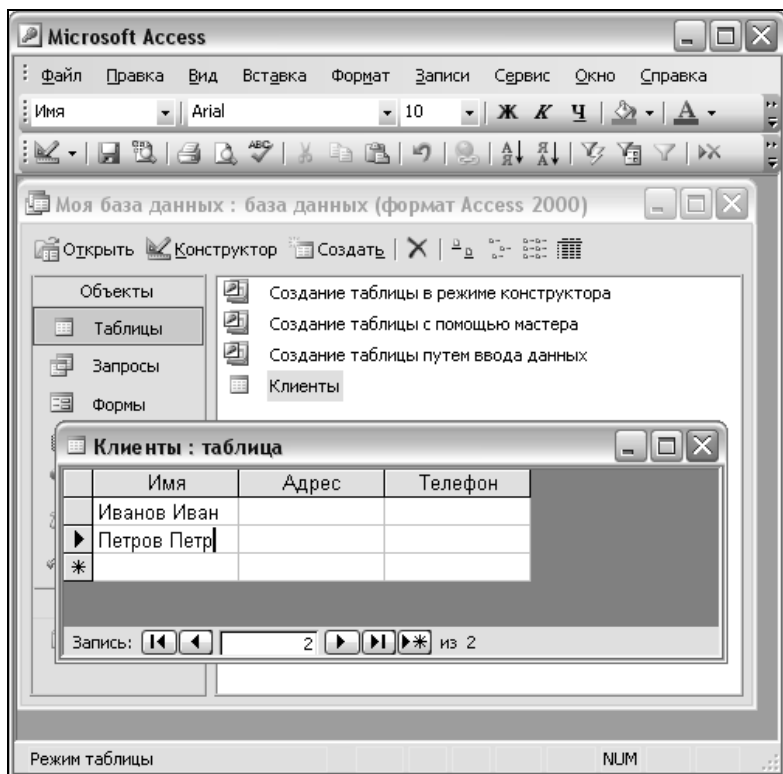 Microsoft Access
Файл Правка Вид Вставка Формат Записи Сервис Окно Справка
Имя Arial 10 Ж К Ч А
ABC А Я Я А
Моя база данных : база данных (формат Access 2000)
Открыть Конструктор Создать
Объекты
Таблицы
Запросы
Формы
Создание таблицы в режиме конструктора
Создание таблицы с помощью мастера
Создание таблицы путем ввода данных
Клиенты
Клиенты : таблица
Имя Адрес Телефон
Иванов Иван
Петров Петр
Запись: 2 из 2
Режим таблицы NUM